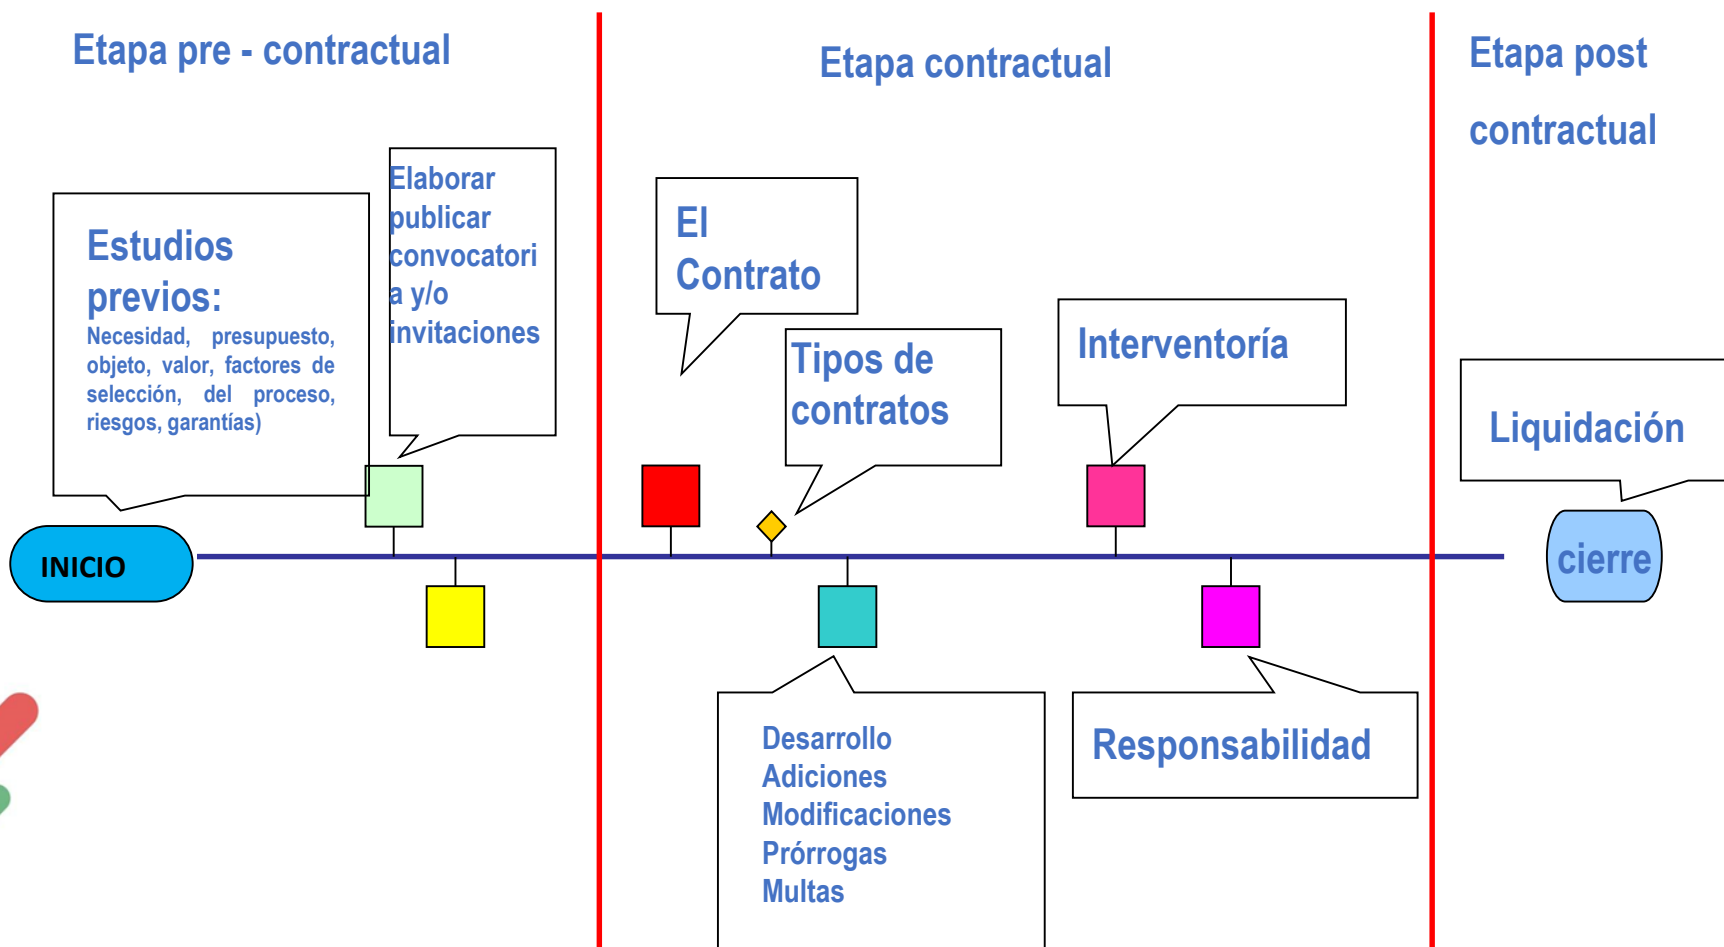 Etapa pre - contractual
Etapa contractual
Etapa post
contractual
Estudios
previos:
Necesidad, presupuesto,
objeto, valor, factores de
selección, del proceso,
riesgos, garantías)
Elaborar
publicar
convocatori
a y/o
invitaciones
El
Contrato
Tipos de
contratos
Interventoría
Liquidación
INICIO
cierre
Desarrollo
Adiciones
Modificaciones
Prórrogas
Multas
Responsabilidad